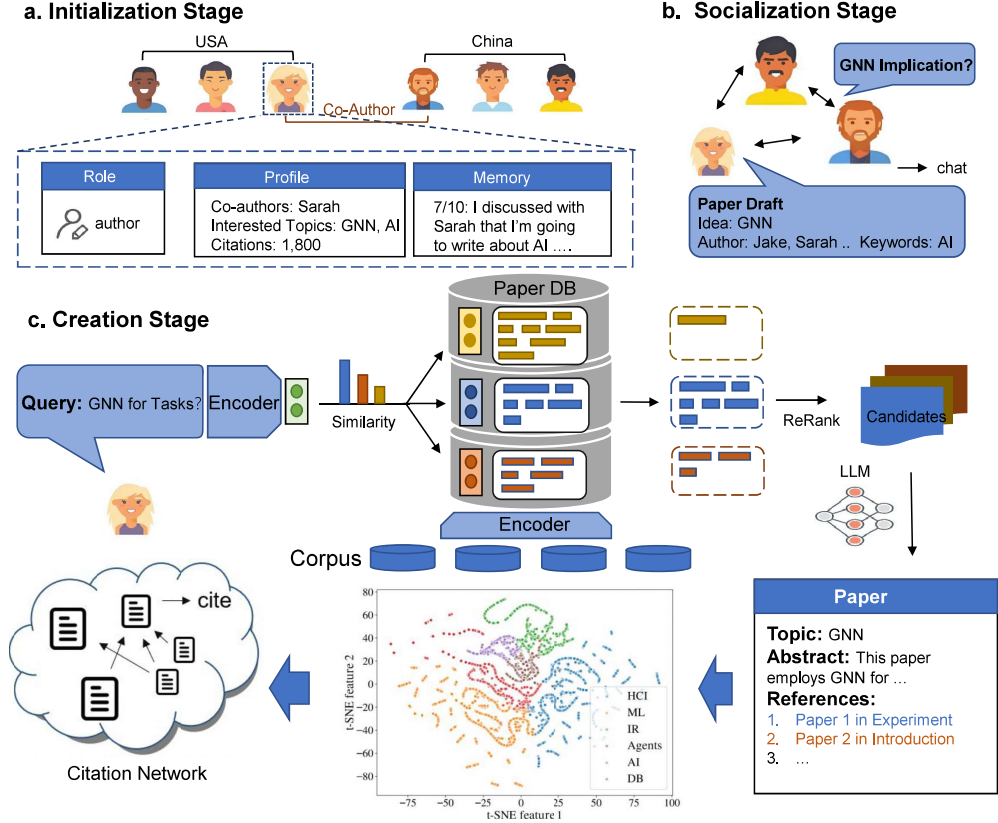 a. Initialization Stage
USA
China
Co-Author
Role
author
Profile
Co-authors: Sarah
Interested Topics: GNN, AI
Citations: 1,800
Memory
7/10: I discussed with
Sarah that I'm going
to write about AI ....
b. Socialization Stage
GNN Implication?
chat
Paper Draft
Idea: GNN
Author: Jake, Sarah .. Keywords: AI
c. Creation Stage
Query: GNN for Tasks?
Encoder
Similarity
Paper DB
Encoder
Corpus
ReRank
Candidates
LLM
Paper
Topic: GNN
Abstract: This paper
employs GNN for ...
References:
1. Paper 1 in Experiment
2. Paper 2 in Introduction
3. ...
t-SNE feature 2
80
60
40
20
0
−20
−40
−60
−80
HCI
ML
IR
Agents
AI
DB
−75
−50
−25
0
25
50
75
100
t-SNE feature 1
cite
Citation Network